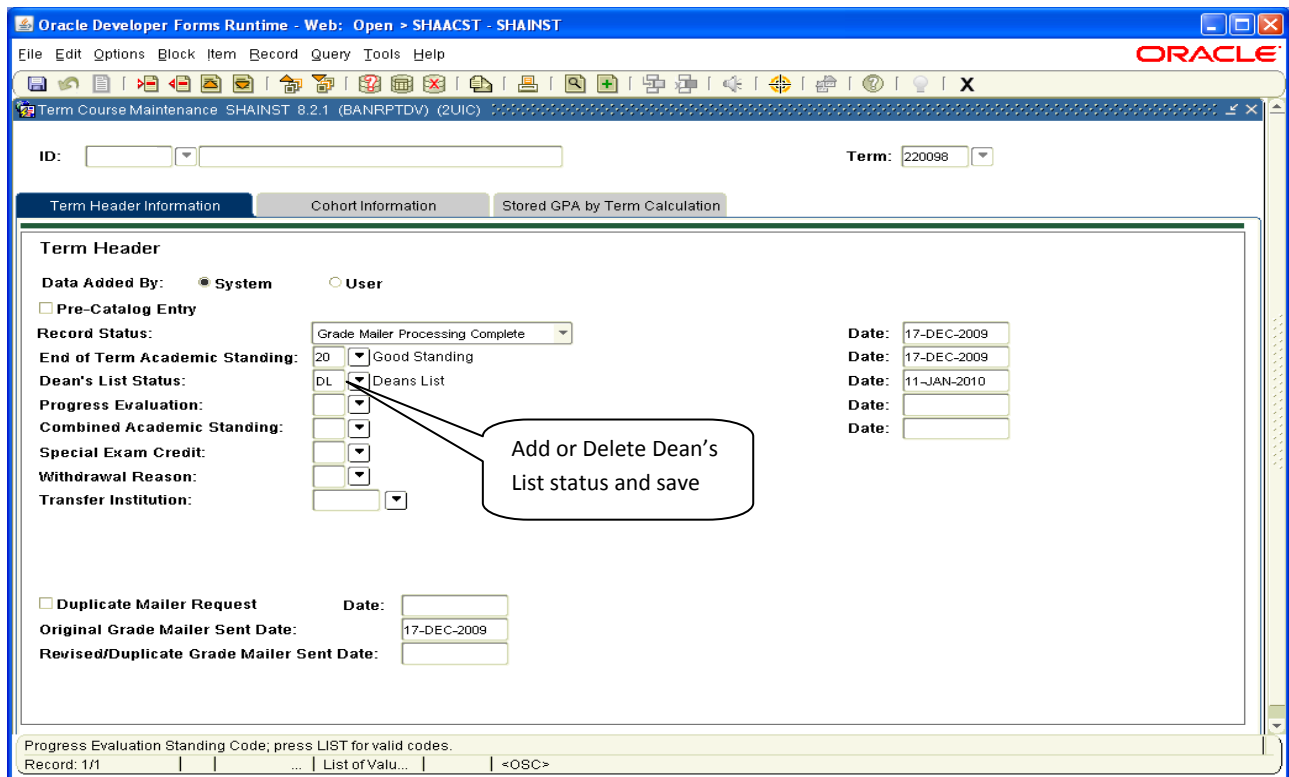 Oracle Developer Forms Runtime - Web: Open > SHAACST - SHAINST
File Edit Options Block Item Record Query Tools Help
ORACLE
X
Term Course Maintenance SHAINST 8.2.1 (BANRPTDV) (2UIC)
ID: Term: 220098
Term Header Information Cohort Information Stored GPA by Term Calculation
Term Header
Data Added By: System User
Pre-Catalog Entry
Record Status: Grade Mailer Processing Complete Date: 17-DEC-2009
End of Term Academic Standing: 20 Good Standing Date: 17-DEC-2009
Dean's List Status: DL Deans List Date: 11-JAN-2010
Progress Evaluation: Date:
Combined Academic Standing: Date:
Special Exam Credit:
Withdrawal Reason:
Transfer Institution:
Add or Delete Dean’s
List status and save
Duplicate Mailer Request Date:
Original Grade Mailer Sent Date: 17-DEC-2009
Revised/Duplicate Grade Mailer Sent Date:
Progress Evaluation Standing Code; press LIST for valid codes.
Record: 1/1 ... List of Valu... <OSC>